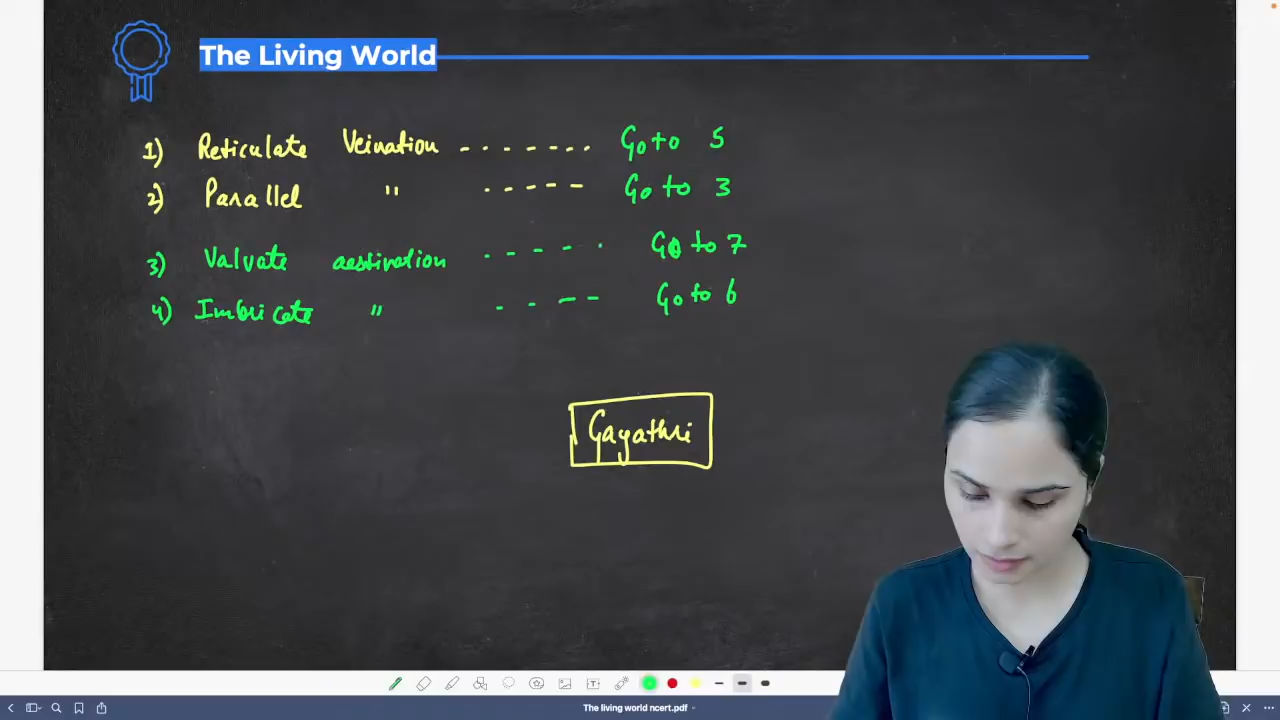 The Living World
1) Reticulate Veination ....... Go to 5
2) Parallel " ----- Go to 3
3) Valvate aestivation ----- Go to 7
4) Imbricate " ---- Go to 6
Gayathri
The living world ncert.pdf